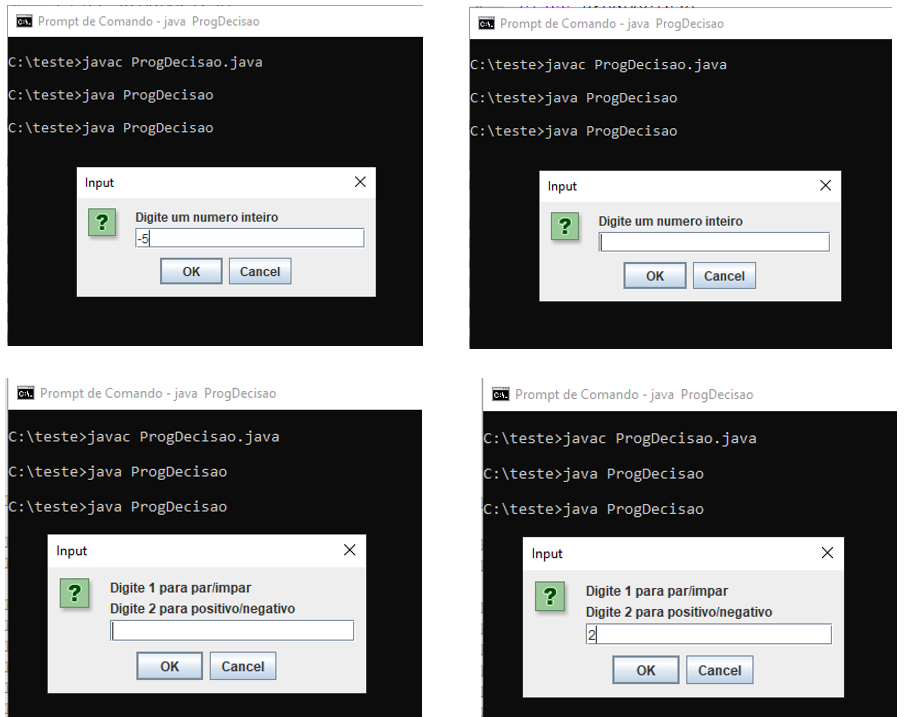 Prompt de Comando - java ProgDecisao
C:\teste>javac ProgDecisao.java
C:\teste>java ProgDecisao
C:\teste>java ProgDecisao
Input
Digite um numero inteiro
-5
OK
Cancel
Prompt de Comando - java ProgDecisao
C:\teste>javac ProgDecisao.java
C:\teste>java ProgDecisao
C:\teste>java ProgDecisao
Input
Digite um numero inteiro
OK
Cancel
Prompt de Comando - java ProgDecisao
C:\teste>javac ProgDecisao.java
C:\teste>java ProgDecisao
C:\teste>java ProgDecisao
Input
Digite 1 para par/impar
Digite 2 para positivo/negativo
OK
Cancel
Prompt de Comando - java ProgDecisao
C:\teste>javac ProgDecisao.java
C:\teste>java ProgDecisao
C:\teste>java ProgDecisao
Input
Digite 1 para par/impar
Digite 2 para positivo/negativo
2
OK
Cancel